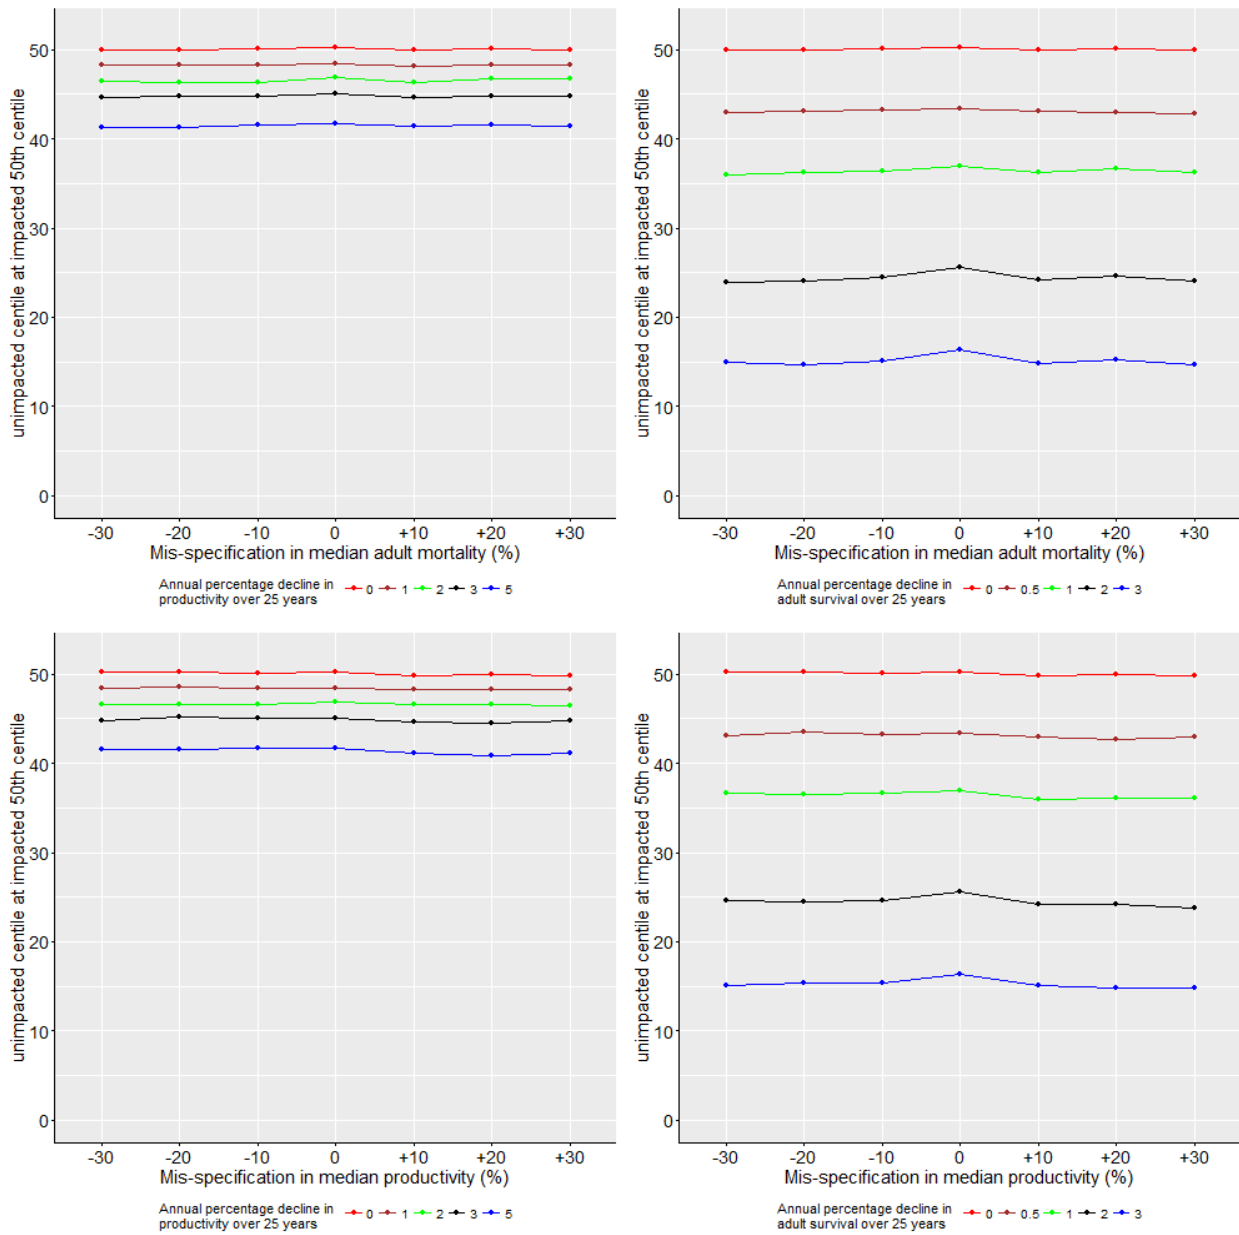 unimpacted centile at impacted 50th centile
50
40
30
20
10
0
-30 -20 -10 0 +10 +20 +30
Mis-specification in median adult mortality (%)
Annual percentage decline in
productivity over 25 years
0 1 2 3 5
unimpacted centile at impacted 50th centile
50
40
30
20
10
0
-30 -20 -10 0 +10 +20 +30
Mis-specification in median adult mortality (%)
Annual percentage decline in
adult survival over 25 years
0 0.5 1 2 3
unimpacted centile at impacted 50th centile
50
40
30
20
10
0
-30 -20 -10 0 +10 +20 +30
Mis-specification in median productivity (%)
Annual percentage decline in
productivity over 25 years
0 1 2 3 5
unimpacted centile at impacted 50th centile
50
40
30
20
10
0
-30 -20 -10 0 +10 +20 +30
Mis-specification in median productivity (%)
Annual percentage decline in
adult survival over 25 years
0 0.5 1 2 3